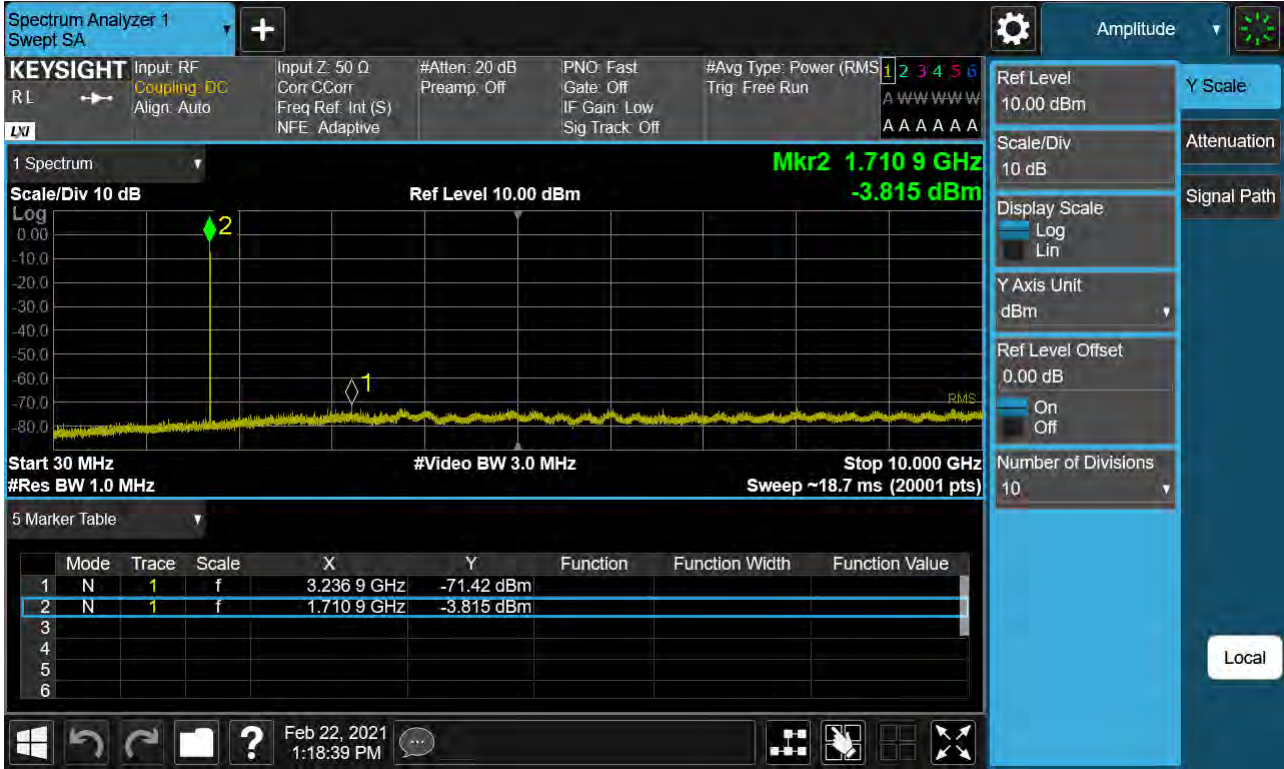 Spectrum Analyzer 1
Swept SA
+
Amplitude
KEYSIGHT
R L
LXI
Input: RF
Coupling: DC
Align: Auto
Input Z: 50 Ω
Corr CCorr
Freq Ref: Int (S)
NFE: Adaptive
#Atten: 20 dB
Preamp: Off
PNO: Fast
Gate: Off
IF Gain: Low
Sig Track: Off
#Avg Type: Power (RMS
Trig: Free Run
1 2 3 4 5 6
A W W W W W
A A A A A A
1 Spectrum
Mkr2 1.710 9 GHz
-3.815 dBm
Scale/Div 10 dB
Ref Level 10.00 dBm
Log
0.00
-10.0
-20.0
-30.0
-40.0
-50.0
-60.0
-70.0
-80.0
2
1
RMS
Start 30 MHz
#Video BW 3.0 MHz
Stop 10.000 GHz
#Res BW 1.0 MHz
Sweep ~18.7 ms (20001 pts)
5 Marker Table
Mode Trace Scale X Y Function Function Width Function Value
1 N 1 f 3.236 9 GHz -71.42 dBm
2 N 1 f 1.710 9 GHz -3.815 dBm
3
4
5
6
Ref Level
10.00 dBm
Scale/Div
10 dB
Display Scale
Log
Lin
Y Axis Unit
dBm
Ref Level Offset
0.00 dB
On
Off
Number of Divisions
10
Y Scale
Attenuation
Signal Path
Local
?
Feb 22, 2021
1:18:39 PM